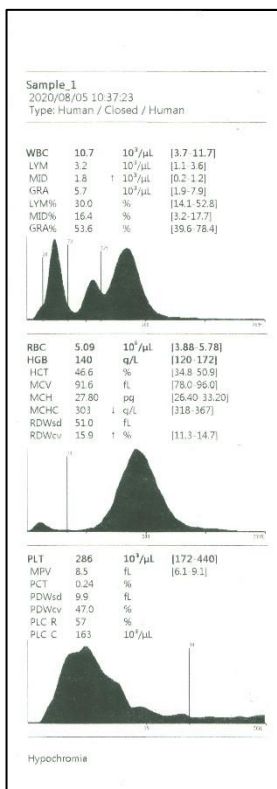 Sample_1
2020/08/05 10:37:23
Type: Human / Closed / Human
WBC 10.7 10³/µL [3.7-11.7]
LYM 3.2 10³/µL [1.1-3.6]
MID 1.8 ↑ 10³/µL [0.2-1.2]
GRA 5.7 10³/µL [1.9-7.9]
LYM% 30.0 % [14.1-52.8]
MID% 16.4 % [3.2-17.7]
GRA% 53.6 % [39.6-78.4]
RBC 5.09 10⁶/µL [3.88-5.78]
HGB 140 g/L [120-172]
HCT 46.6 % [34.8-50.9]
MCV 91.6 fL [78.0-96.0]
MCH 27.80 pg [26.40-33.20]
MCHC 303 ↓ g/L [318-367]
RDWsd 51.0 fL
RDWcv 15.9 ↑ % [11.3-14.7]
PLT 286 10³/µL [172-440]
MPV 8.5 fL [6.1-9.1]
PCT 0.24 %
PDWsd 9.9 fL
PDWcv 47.0 %
PLC R 57 %
PLC C 163 10³/µL
Hypochromia